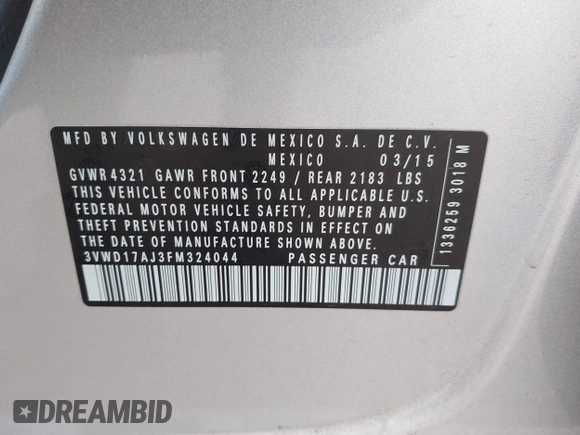 MFD BY VOLKSWAGEN DE MEXICO S.A. DE C.V.
MEXICO 03/15
GVWR 4321 GAWR FRONT 2249 / REAR 2183 LBS
THIS VEHICLE CONFORMS TO ALL APPLICABLE U.S.
FEDERAL MOTOR VEHICLE SAFETY, BUMPER AND
THEFT PREVENTION STANDARDS IN EFFECT ON
THE DATE OF MANUFACTURE SHOWN ABOVE.
3VWD17AJ3FM324044 PASSENGER CAR
1336259 3018 M
DREAMBID